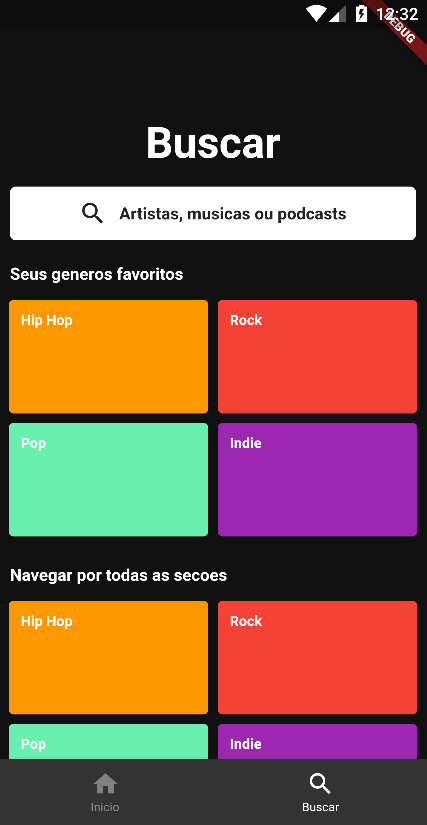 12:32
DEBUG
Buscar
Artistas, musicas ou podcasts
Seus generos favoritos
Hip Hop
Rock
Pop
Indie
Navegar por todas as secoes
Hip Hop
Rock
Pop
Indie
Inicio
Buscar